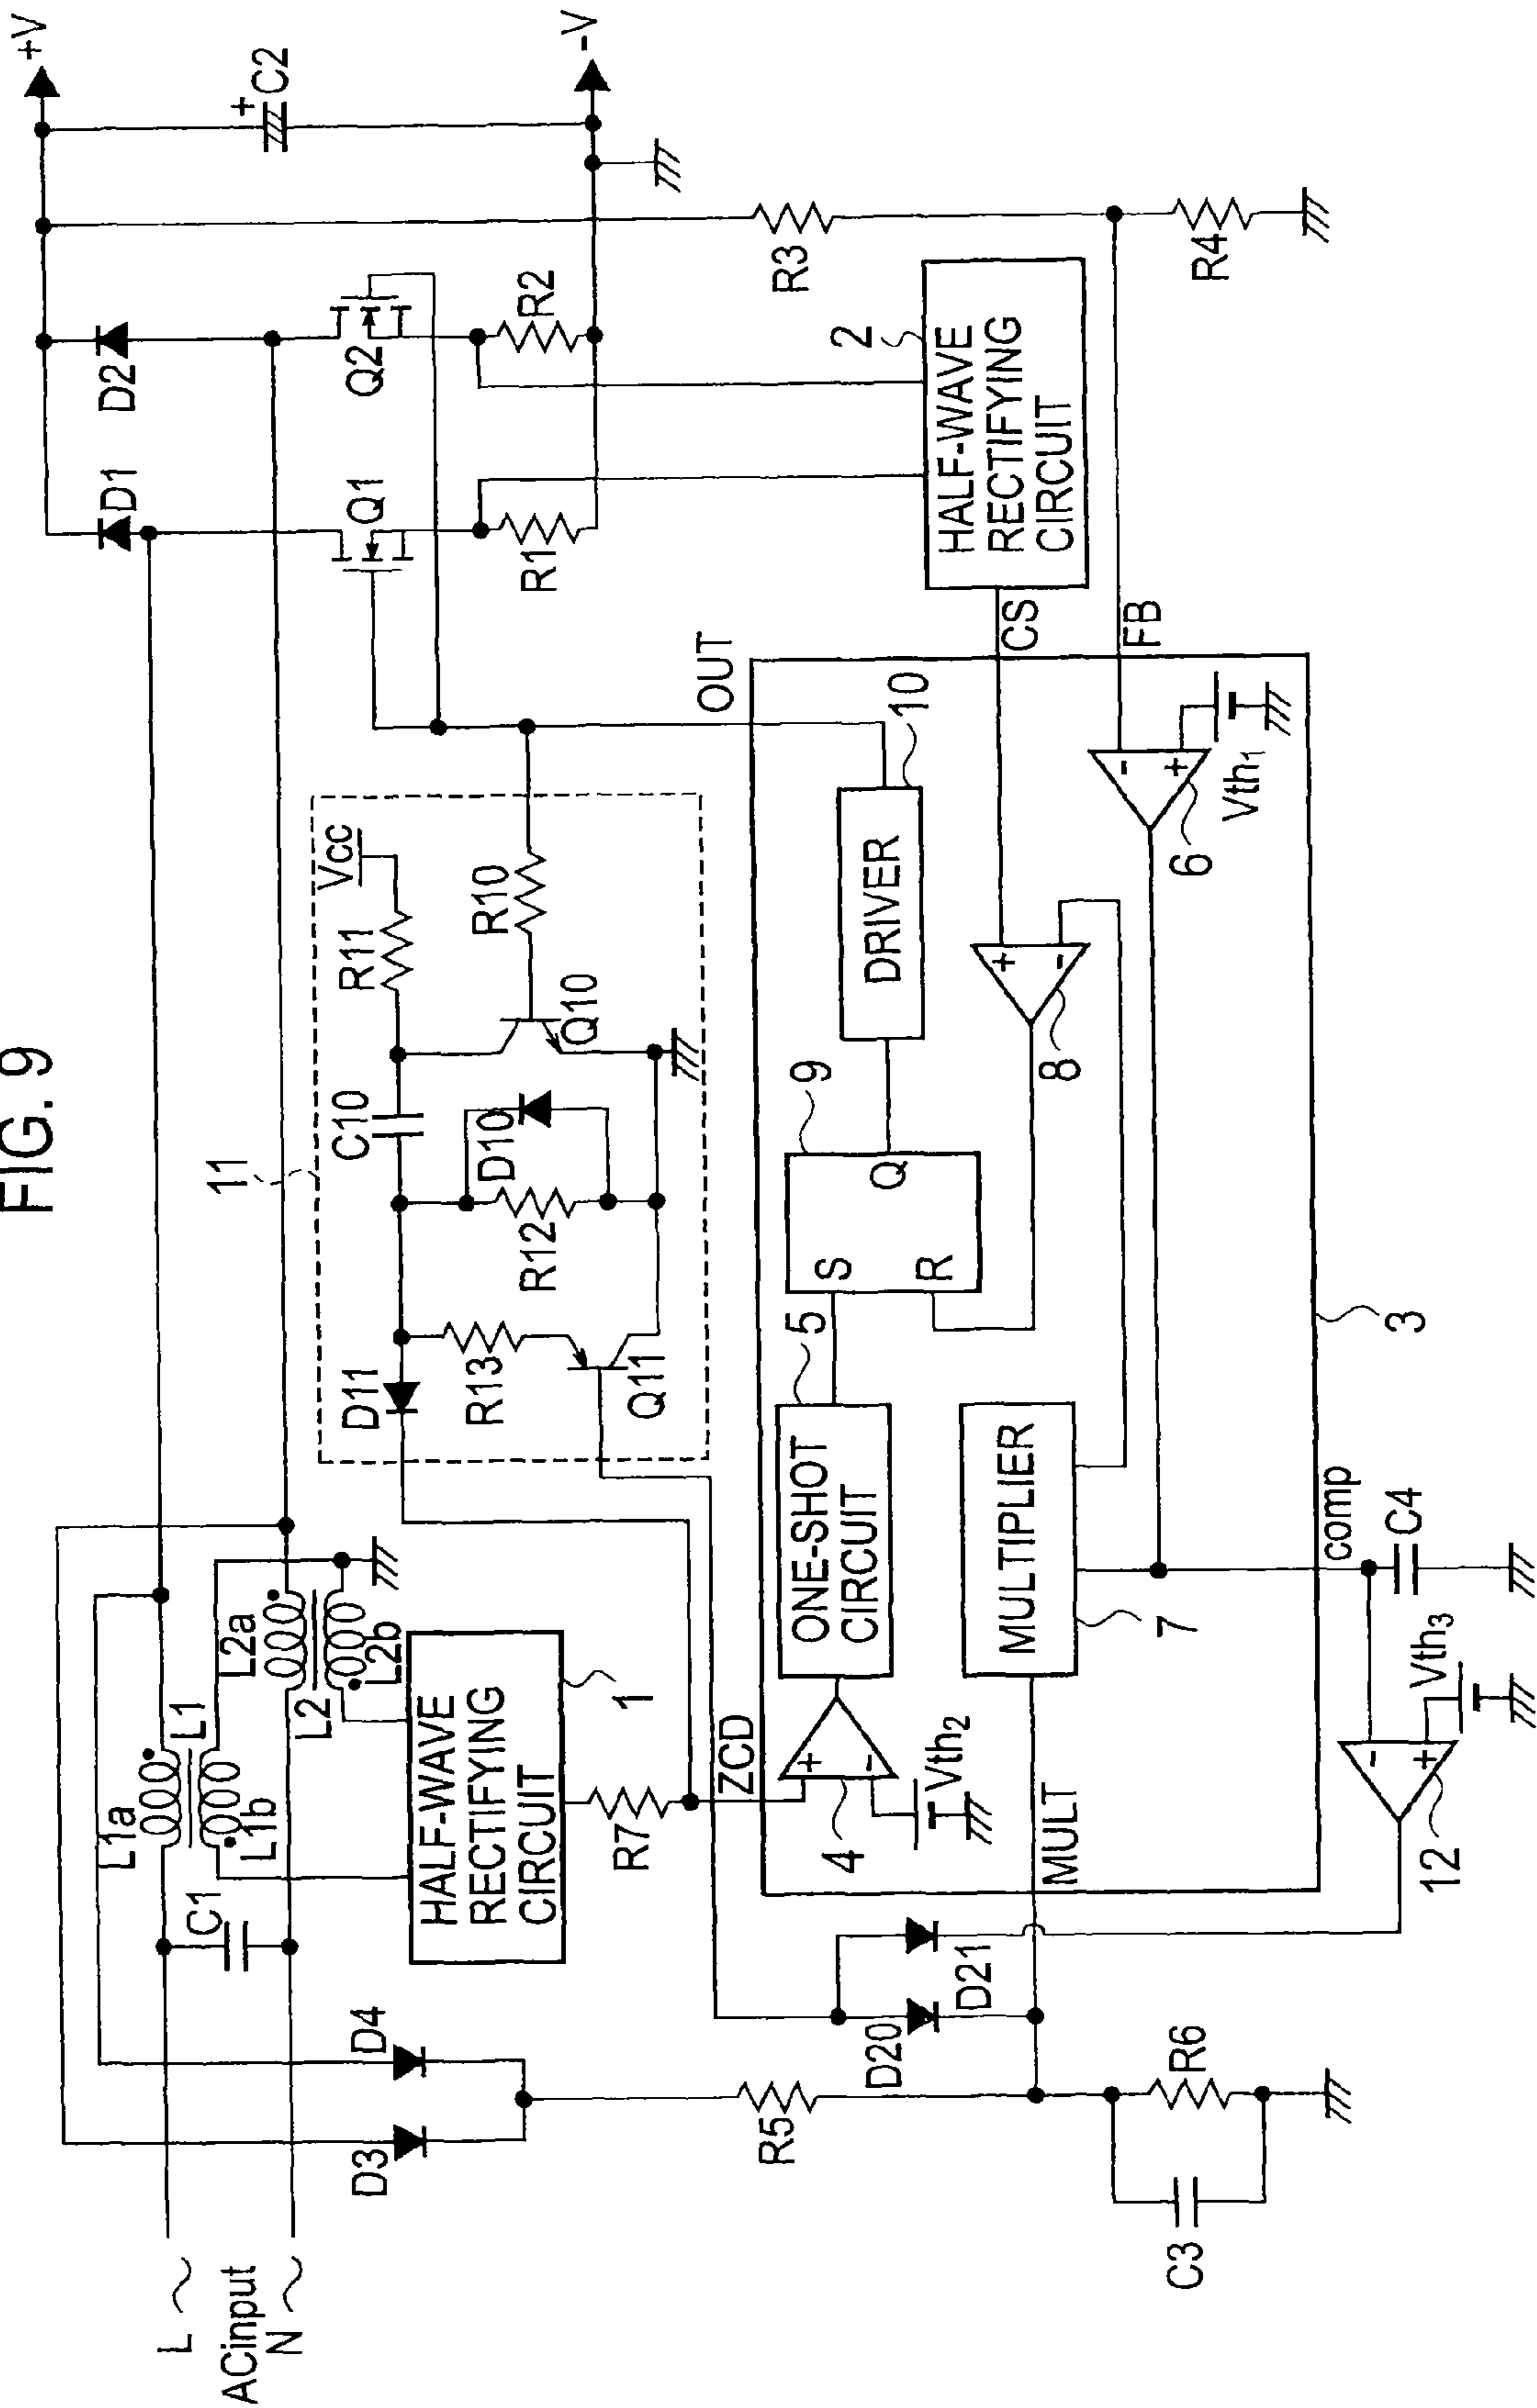 FIG. 9
L
ACinput
N
C1
L1a
L1
L1b
L2a
L2
L2b
D1
D2
+V
-V
+
C2
D3
D4
HALF-WAVE
RECTIFYING
CIRCUIT
1
R7
11
D11
R13
Q11
C10
R12
D10
R11
Vcc
Q10
R10
Q1
Q2
R1
R2
R3
R4
2
HALF-WAVE
RECTIFYING
CIRCUIT
CS
FB
OUT
ZCD
+
-
4
Vth2
ONE-SHOT
CIRCUIT
5
S
R
Q
9
DRIVER
10
+
-
8
-
+
6
Vth1
MULTIPLIER
7
MULT
3
comp
C4
-
+
12
Vth3
D20
D21
R5
R6
C3